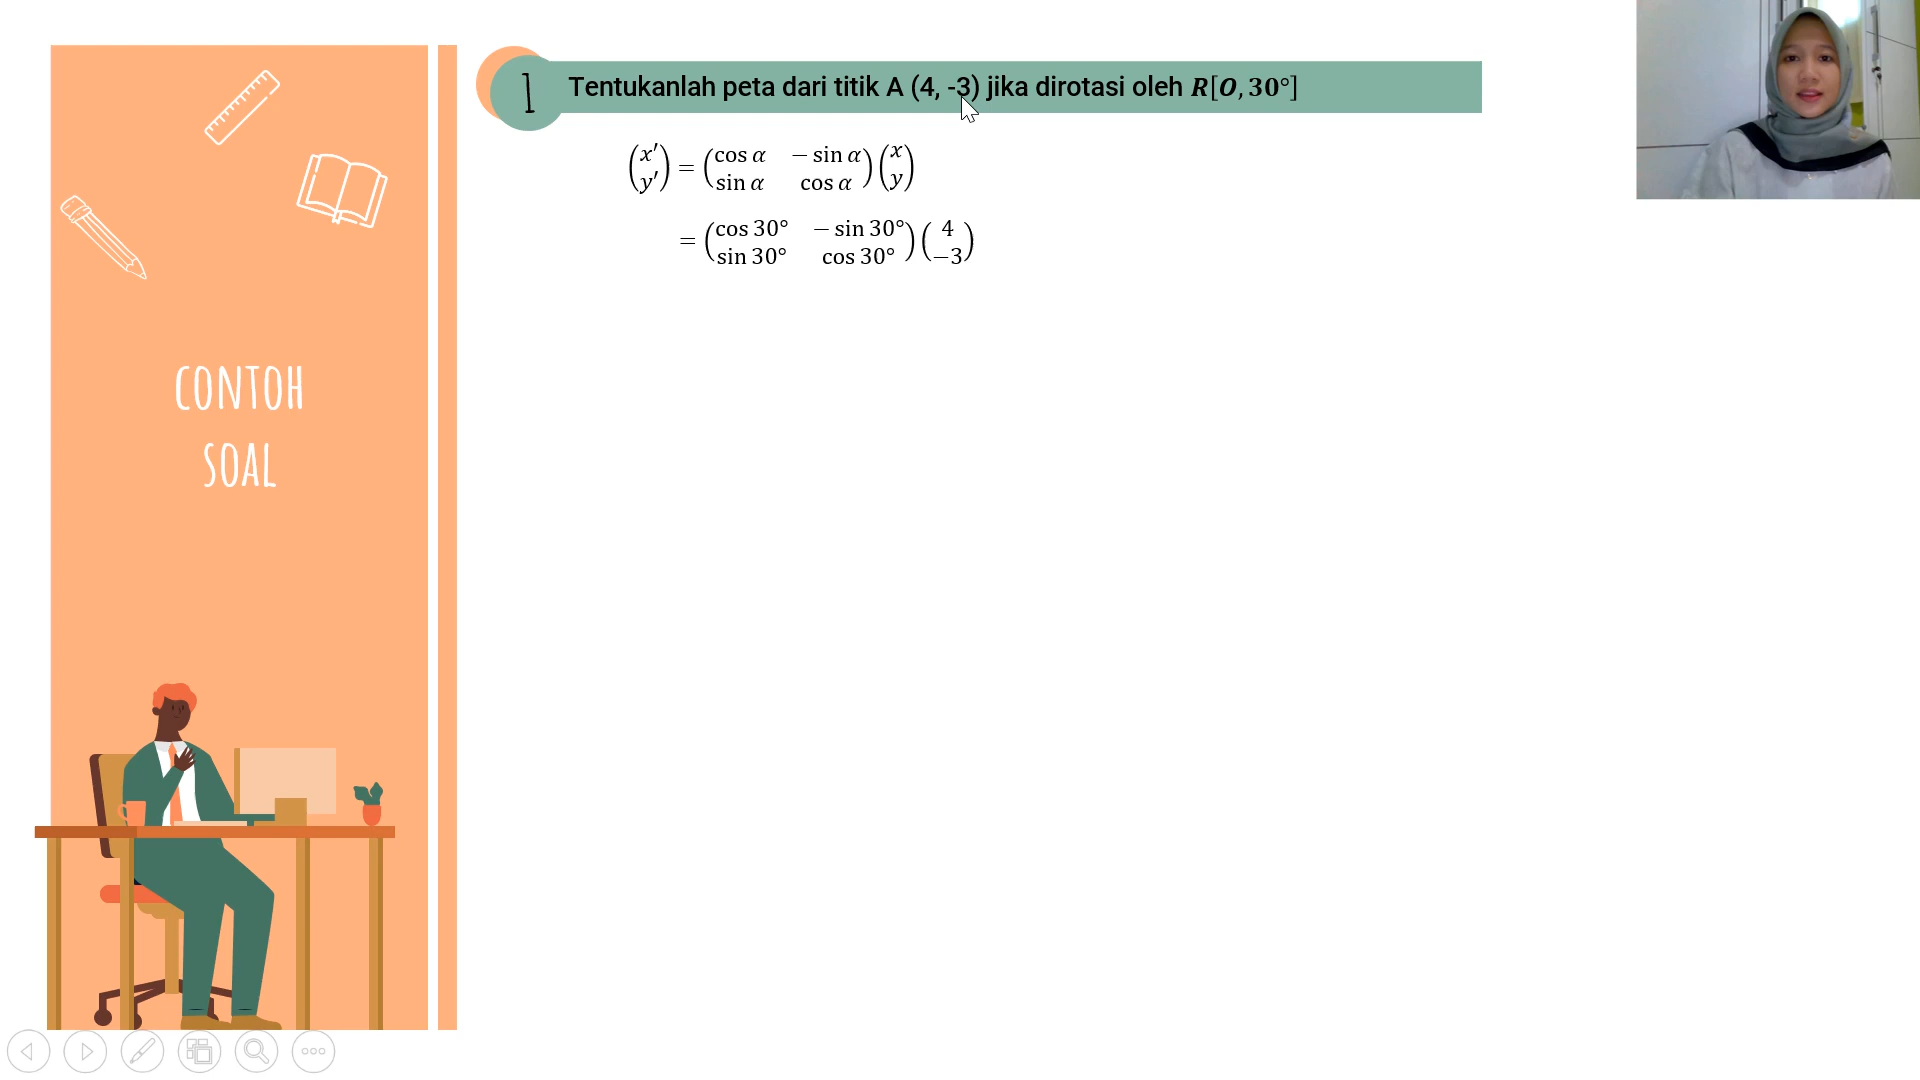 1 Tentukanlah peta dari titik A (4, -3) jika dirotasi oleh R[O, 30°]
(x′ y′) = (cos α − sin α sin α cos α)(x y)
= (cos 30° − sin 30° sin 30° cos 30°)(4 −3)
CONTOH
SOAL